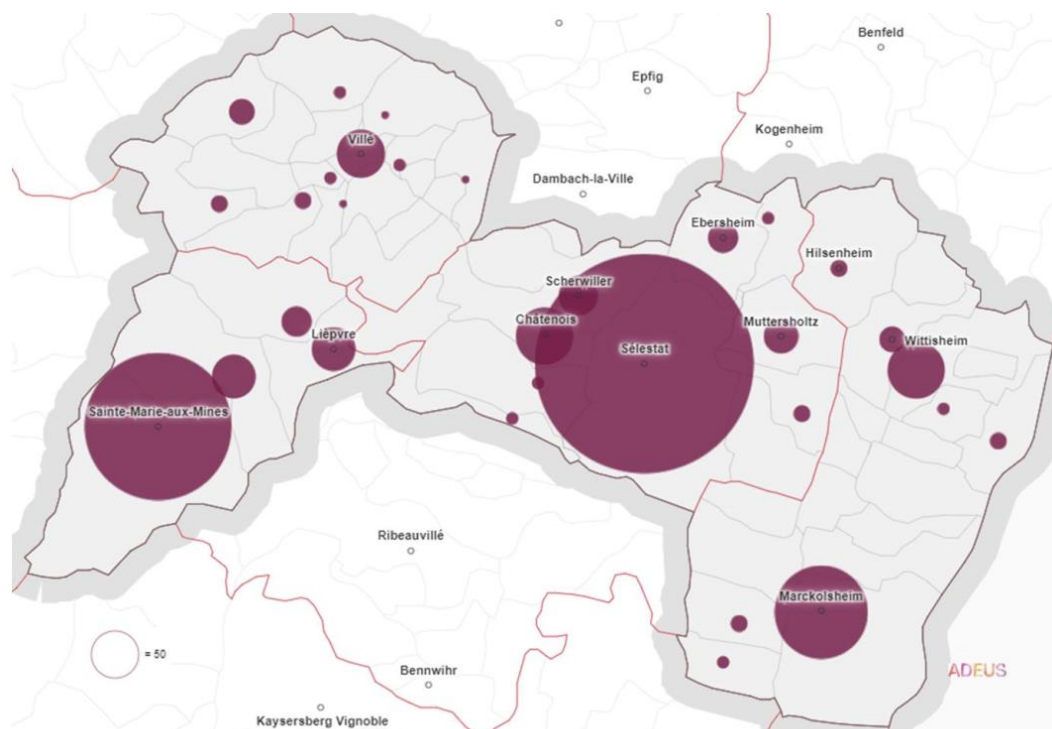 Benfeld
Epfig
Kogenheim
Villé
Dambach-la-Ville
Ebersheim
Hilsenheim
Scherwiller
Châtenois
Muttersholtz
Lièpvre
Wittisheim
Sélestat
Sainte-Marie-aux-Mines
Ribeauvillé
Marckolsheim
= 50
Bennwihr
ADEUS
Kaysersberg Vignoble